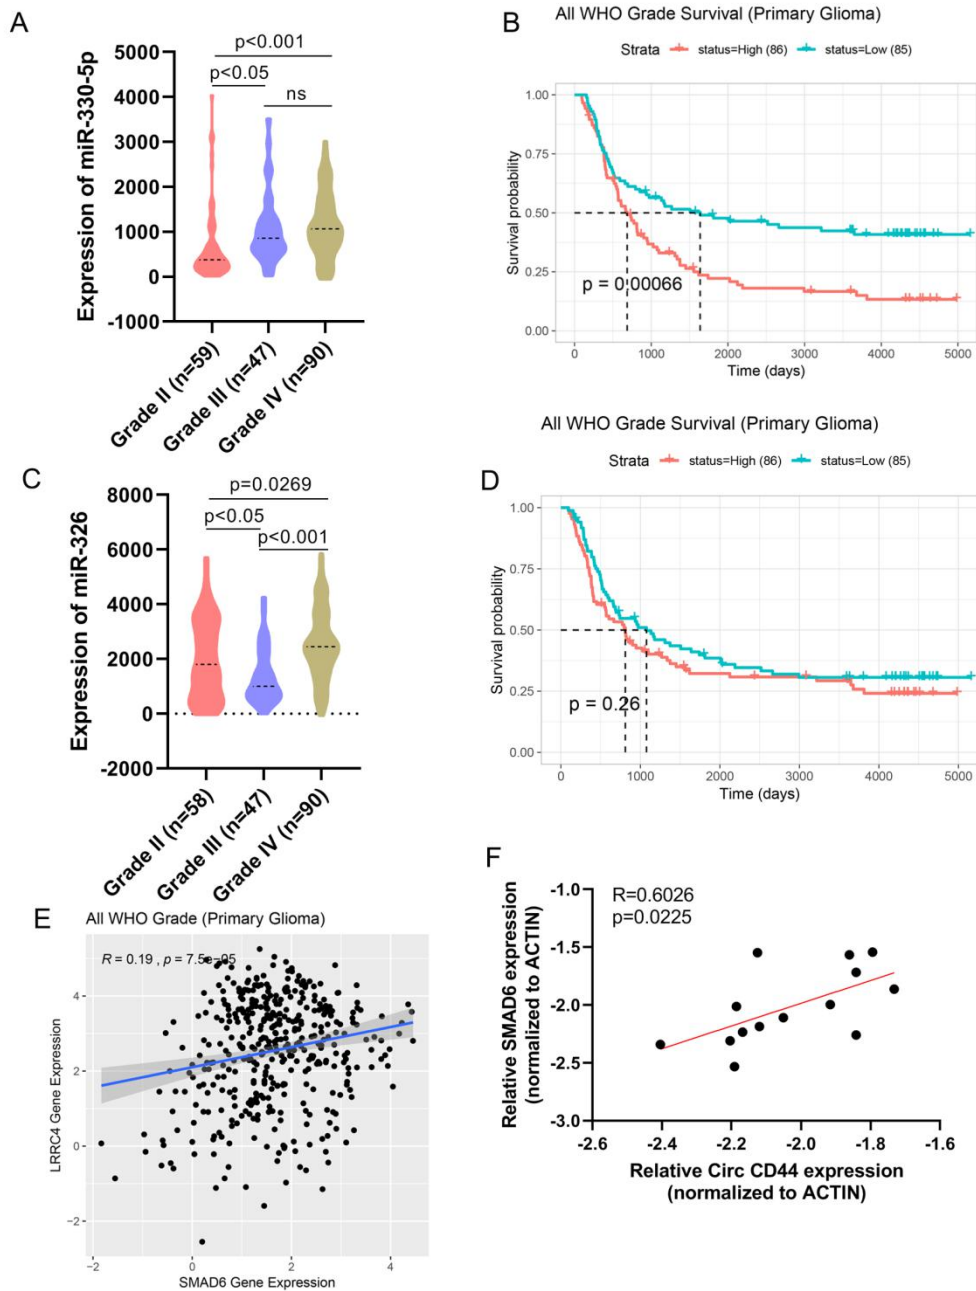 A
Expression of miR-330-5p
5000
4000
3000
2000
1000
0
-1000
p<0.001
p<0.05
ns
Grade II (n=59)
Grade III (n=47)
Grade IV (n=90)
B
All WHO Grade Survival (Primary Glioma)
Strata status=High (86) status=Low (85)
Survival probability
1.00
0.75
0.50
0.25
0.00
p = 0.00066
0 1000 2000 3000 4000 5000
Time (days)
C
Expression of miR-326
8000
6000
4000
2000
0
-2000
p=0.0269
p<0.05
p<0.001
Grade II (n=58)
Grade III (n=47)
Grade IV (n=90)
D
All WHO Grade Survival (Primary Glioma)
Strata status=High (86) status=Low (85)
Survival probability
1.00
0.75
0.50
0.25
0.00
p = 0.26
0 1000 2000 3000 4000 5000
Time (days)
E
All WHO Grade (Primary Glioma)
R = 0.19 , p = 7.5e-05
LRRC4 Gene Expression
4
2
0
−2
−2 0 2 4
SMAD6 Gene Expression
F
R=0.6026
p=0.0225
Relative SMAD6 expression
(normalized to ACTIN)
-1.0
-1.5
-2.0
-2.5
-3.0
-2.6 -2.4 -2.2 -2.0 -1.8 -1.6
Relative Circ CD44 expression
(normalized to ACTIN)